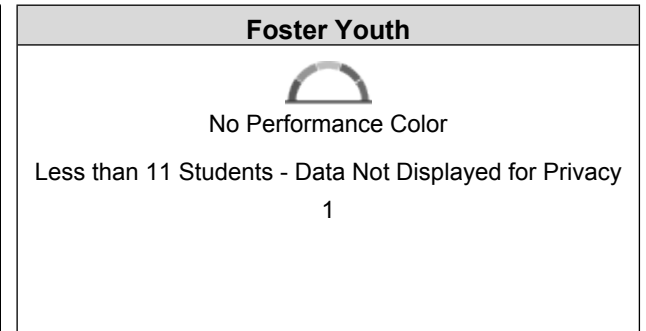 Foster Youth
No Performance Color
Less than 11 Students - Data Not Displayed for Privacy
1